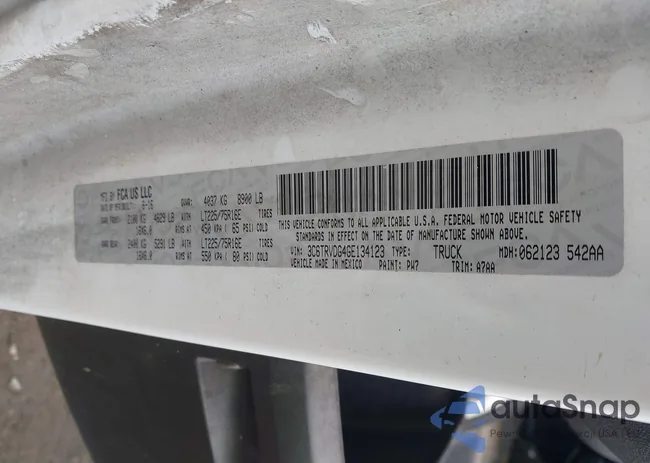 MFD BY FCA US LLC
DATE OF MFR 6-16 GVWR: 4037 KG 8900 LB
GAWR FRONT: 2100 KG 4629 LB WITH LT225/75R16E TIRES
16X6.0 RIMS AT 450 KPA ( 65 PSI) COLD
GAWR REAR: 2400 KG 5291 LB WITH LT225/75R16E TIRES
16X6.0 RIMS AT 550 KPA ( 80 PSI) COLD
THIS VEHICLE CONFORMS TO ALL APPLICABLE U.S.A. FEDERAL MOTOR VEHICLE SAFETY
STANDARDS IN EFFECT ON THE DATE OF MANUFACTURE SHOWN ABOVE.
VIN: 3C6TRVDG4GE134123 TYPE: TRUCK MDH: 062123 542AA
VEHICLE MADE IN MEXICO PAINT: PW7 TRIM: A7AA
autoSnap